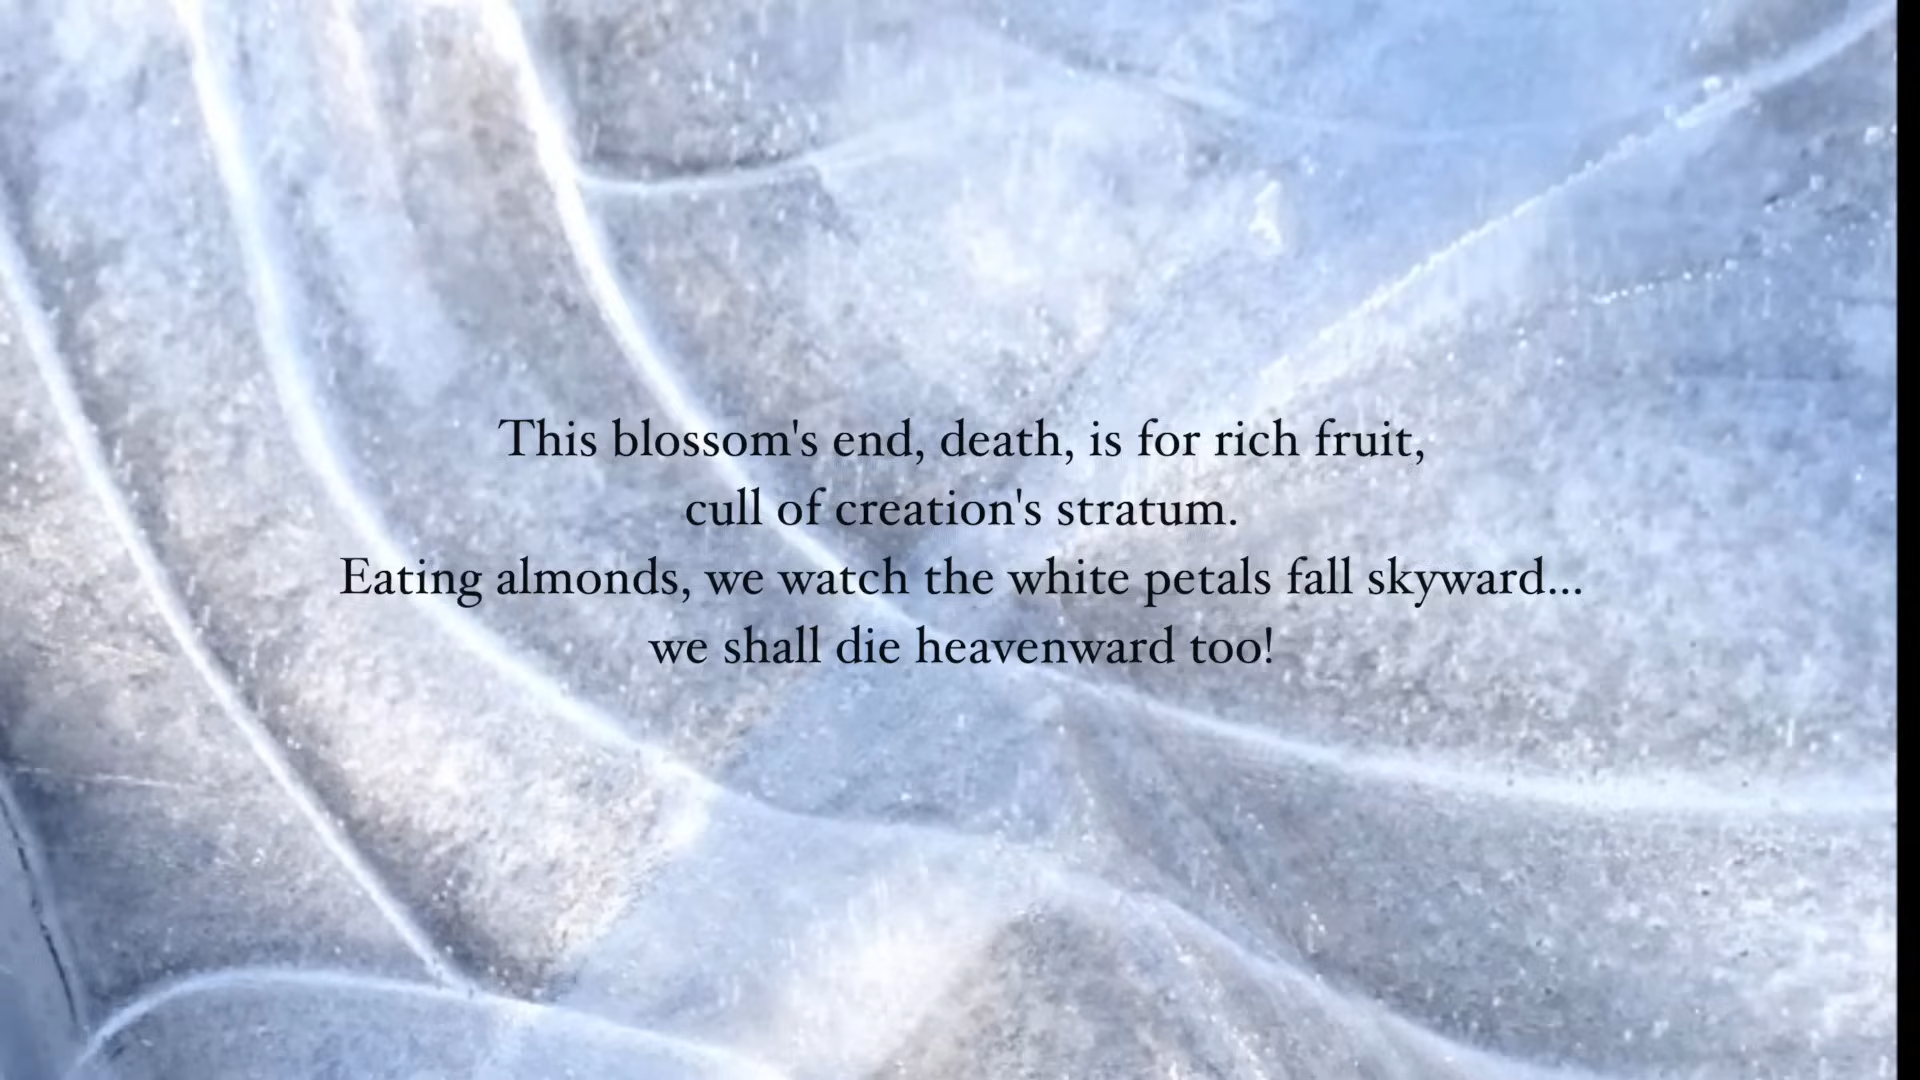 This blossom's end, death, is for rich fruit,
cull of creation's stratum.
Eating almonds, we watch the white petals fall skyward...
we shall die heavenward too!